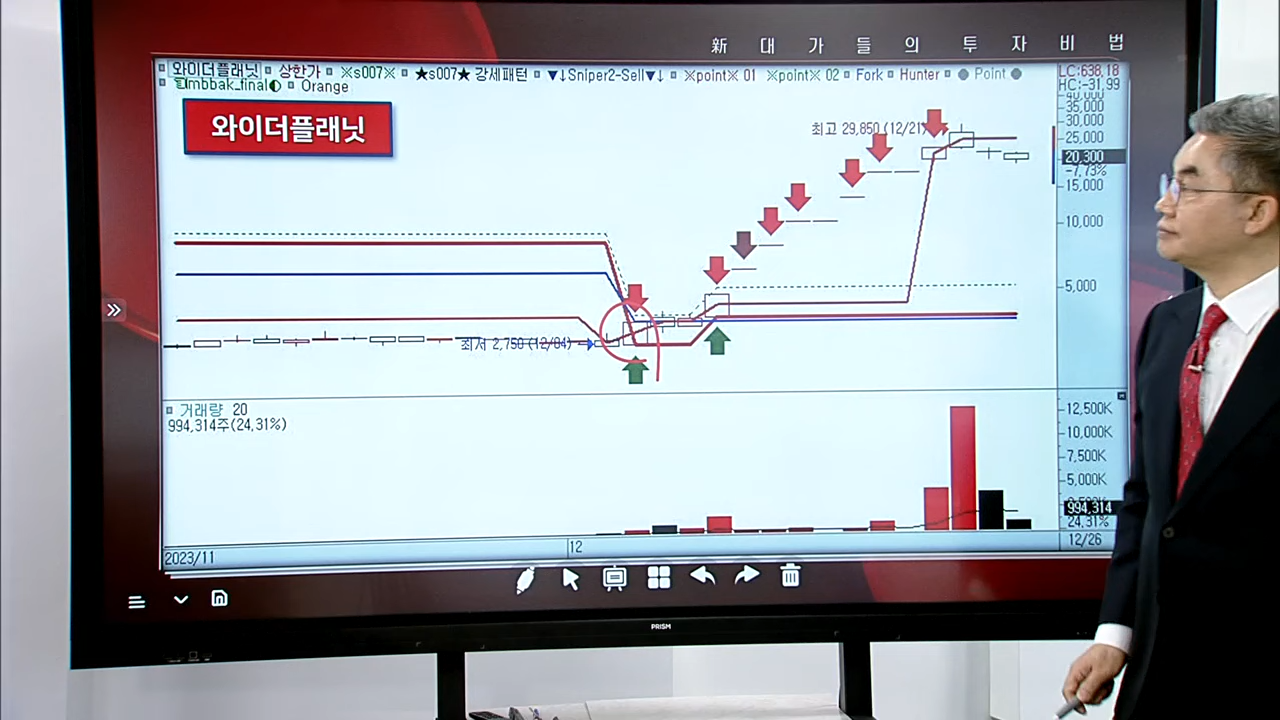 新 대 가 들 의 투 자 비 법
와이더플래닛 상한가 ※s007※ ★s007★ 강세패턴 ▼↓Sniper2-Sell▼↓ ※point※ 01 ※point※ 02 Fork Hunter ● Point ●
mbbak_final◐ Orange
LC:638,18
HC:-31,99
와이더플래닛
최고 29,850 (12/21)
최저 2,750 (12/04)
40,000
35,000
30,000
25,000
20,300
-7,73%
15,000
10,000
5,000
거래량 20
994,314주(24,31%)
12,500K
10,000K
7,500K
5,000K
994,314
24,31%
2023/11
12
12/26
PRISM